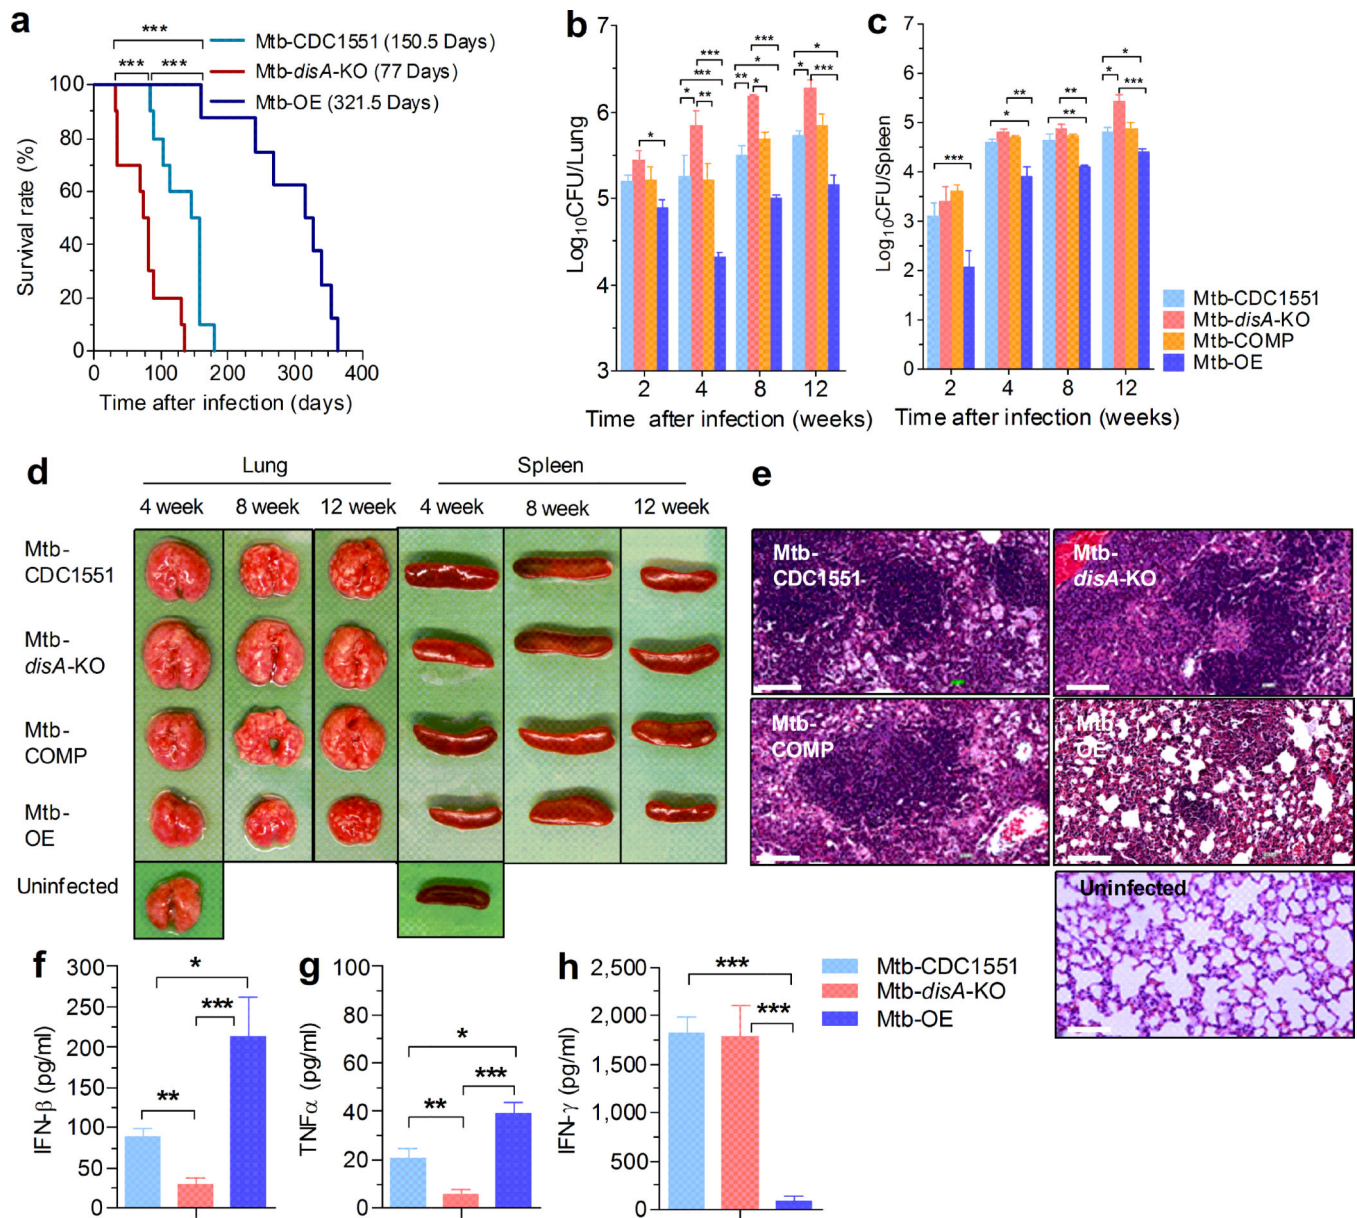 a
***
*** ***
Mtb-CDC1551 (150.5 Days)
Mtb-disA-KO (77 Days)
Mtb-OE (321.5 Days)
Survival rate (%)
100
80
60
40
20
0
0 100 200 300 400
Time after infection (days)
b
Log10CFU/Lung
7
6
5
4
3
*
***
***
* **
***
*
** *
*
* ***
2 4 8 12
Time after infection (weeks)
c
Log10CFU/Spleen
7
6
5
4
3
2
1
0
***
**
*
**
**
*
*
***
2 4 8 12
Time after infection (weeks)
Mtb-CDC1551
Mtb-disA-KO
Mtb-COMP
Mtb-OE
d
Lung Spleen
4 week 8 week 12 week 4 week 8 week 12 week
Mtb-
CDC1551
Mtb-
disA-KO
Mtb-
COMP
Mtb-
OE
Uninfected
e
Mtb-
CDC1551
Mtb-
disA-KO
Mtb-
COMP
Mtb-
OE
Uninfected
f
IFN-β (pg/ml)
300
250
200
150
100
50
0
*
***
**
g
TNFα (pg/ml)
100
80
60
40
20
0
*
***
**
h
IFN-γ (pg/ml)
2,500
2,000
1,500
1,000
500
0
***
***
Mtb-CDC1551
Mtb-disA-KO
Mtb-OE